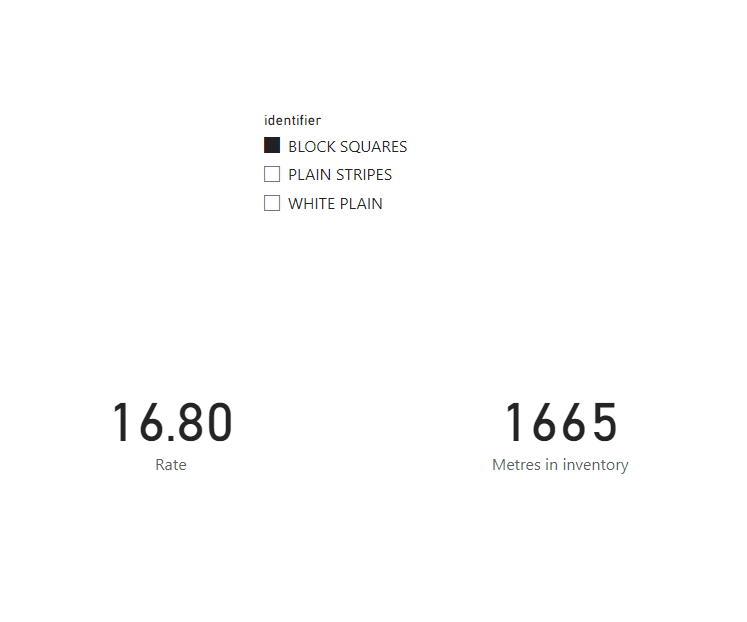 identifier
BLOCK SQUARES
PLAIN STRIPES
WHITE PLAIN
16.80
Rate
1665
Metres in inventory